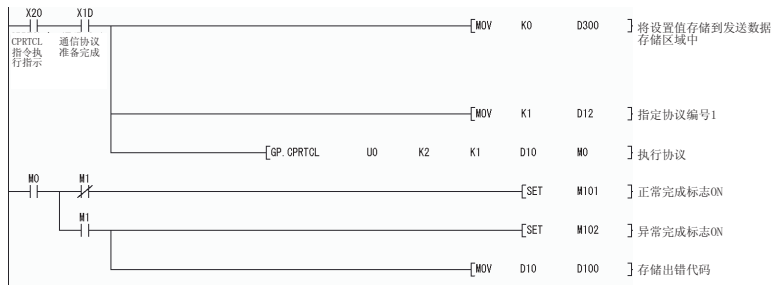 X20 X1D
[MOV K0 D300 ] 将设置值存储到发送数据
存储区域中
CPRTCL 通信协议
指令执 准备完成
行指示
[MOV K1 D12 ] 指定协议编号1
[GP.CPRTCL U0 K2 K1 D10 M0 ] 执行协议
M0 M1
[SET M101 ] 正常完成标志ON
M1
[SET M102 ] 异常完成标志ON
[MOV D10 D100 ] 存储出错代码